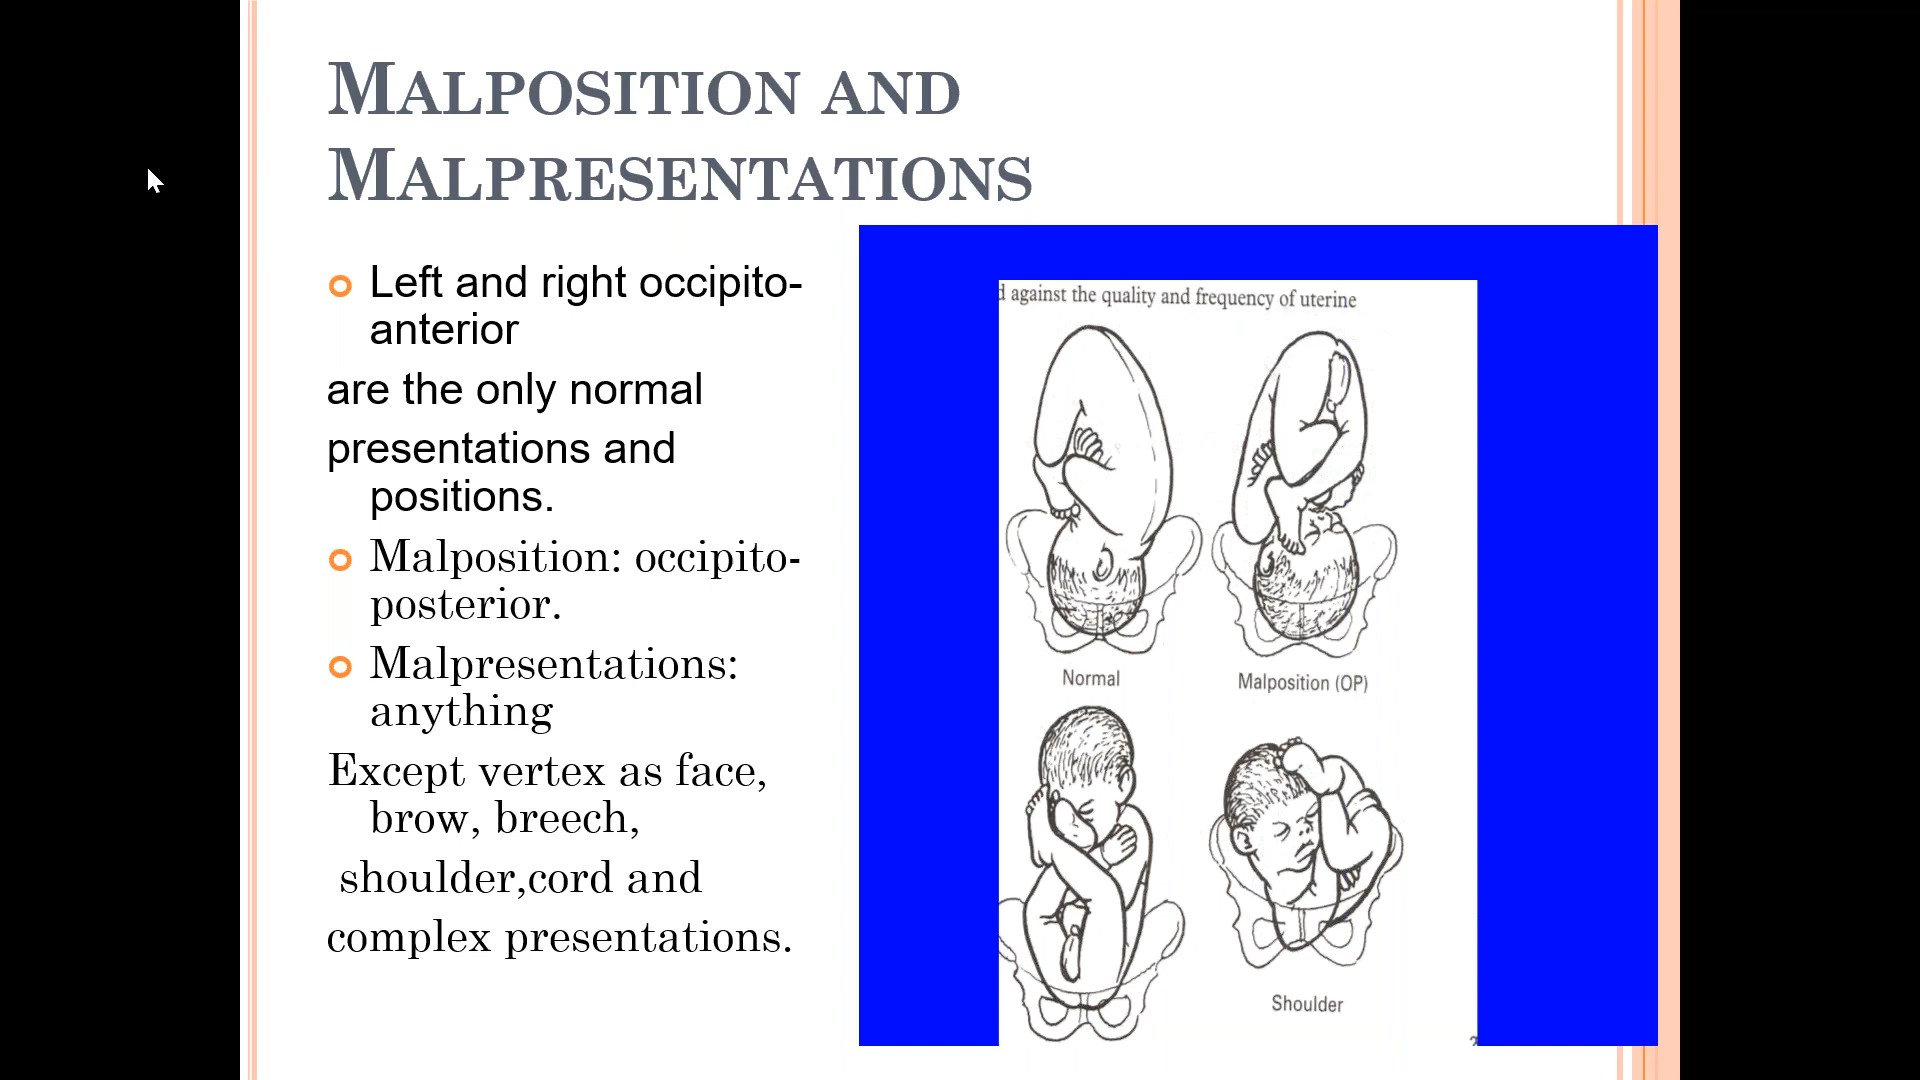 MALPOSITION AND
MALPRESENTATIONS
Left and right occipito-
anterior
are the only normal
presentations and
positions.
Malposition: occipito-
posterior.
Malpresentations:
anything
Except vertex as face,
brow, breech,
shoulder,cord and
complex presentations.
against the quality and frequency of uterine
Normal
Malposition (OP)
Shoulder